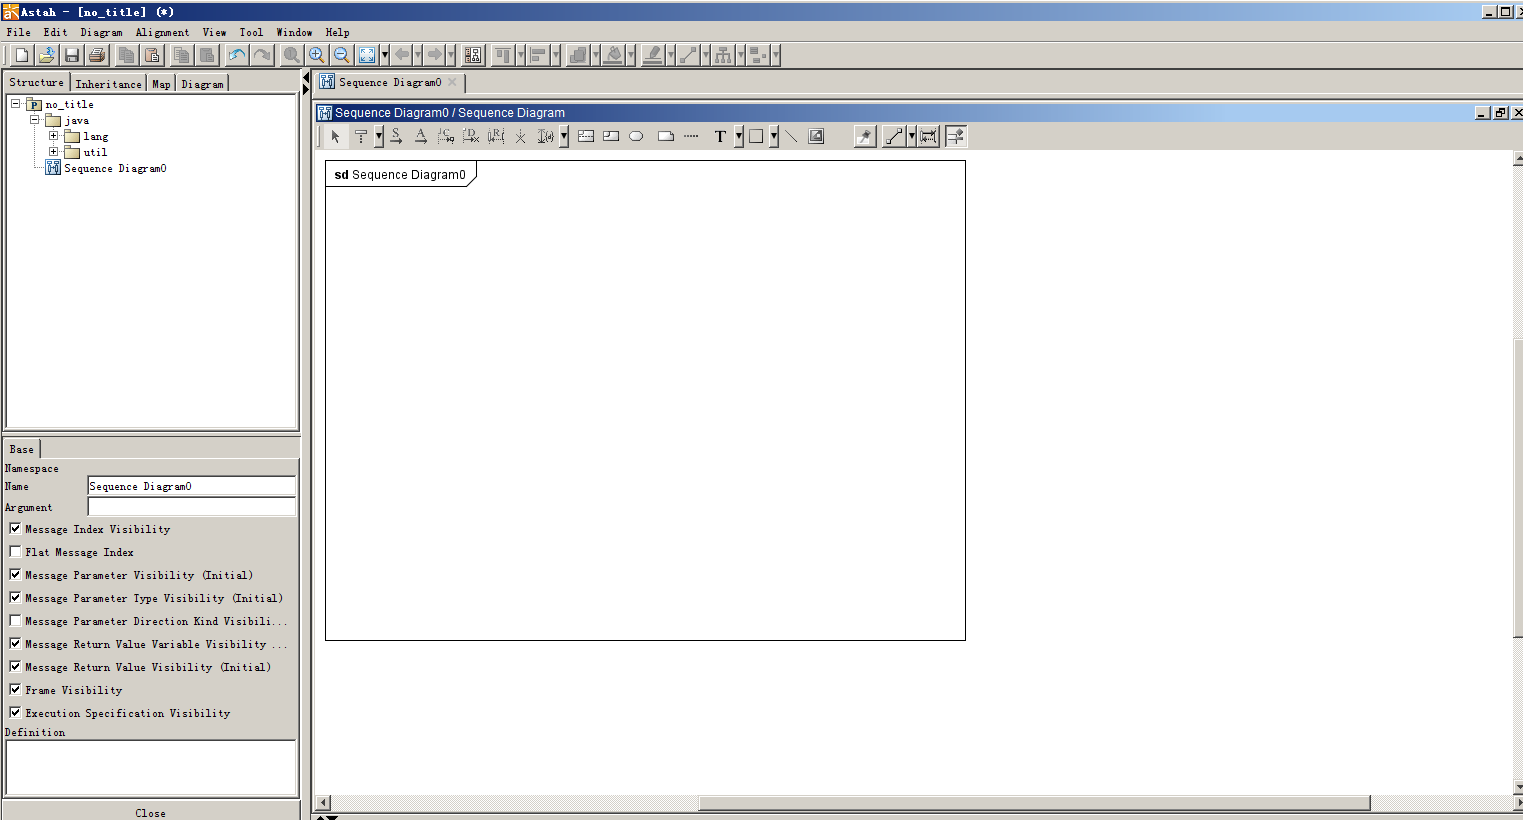 Astah - [no_title] (*)
File Edit Diagram Alignment View Tool Window Help
Structure Inheritance Map Diagram
no_title
java
lang
util
Sequence Diagram0
Base
Namespace
Name Sequence Diagram0
Argument
Message Index Visibility
Flat Message Index
Message Parameter Visibility (Initial)
Message Parameter Type Visibility (Initial)
Message Parameter Direction Kind Visibili...
Message Return Value Variable Visibility ...
Message Return Value Visibility (Initial)
Frame Visibility
Execution Specification Visibility
Definition
Close
Sequence Diagram0
Sequence Diagram0 / Sequence Diagram
T
sd Sequence Diagram0